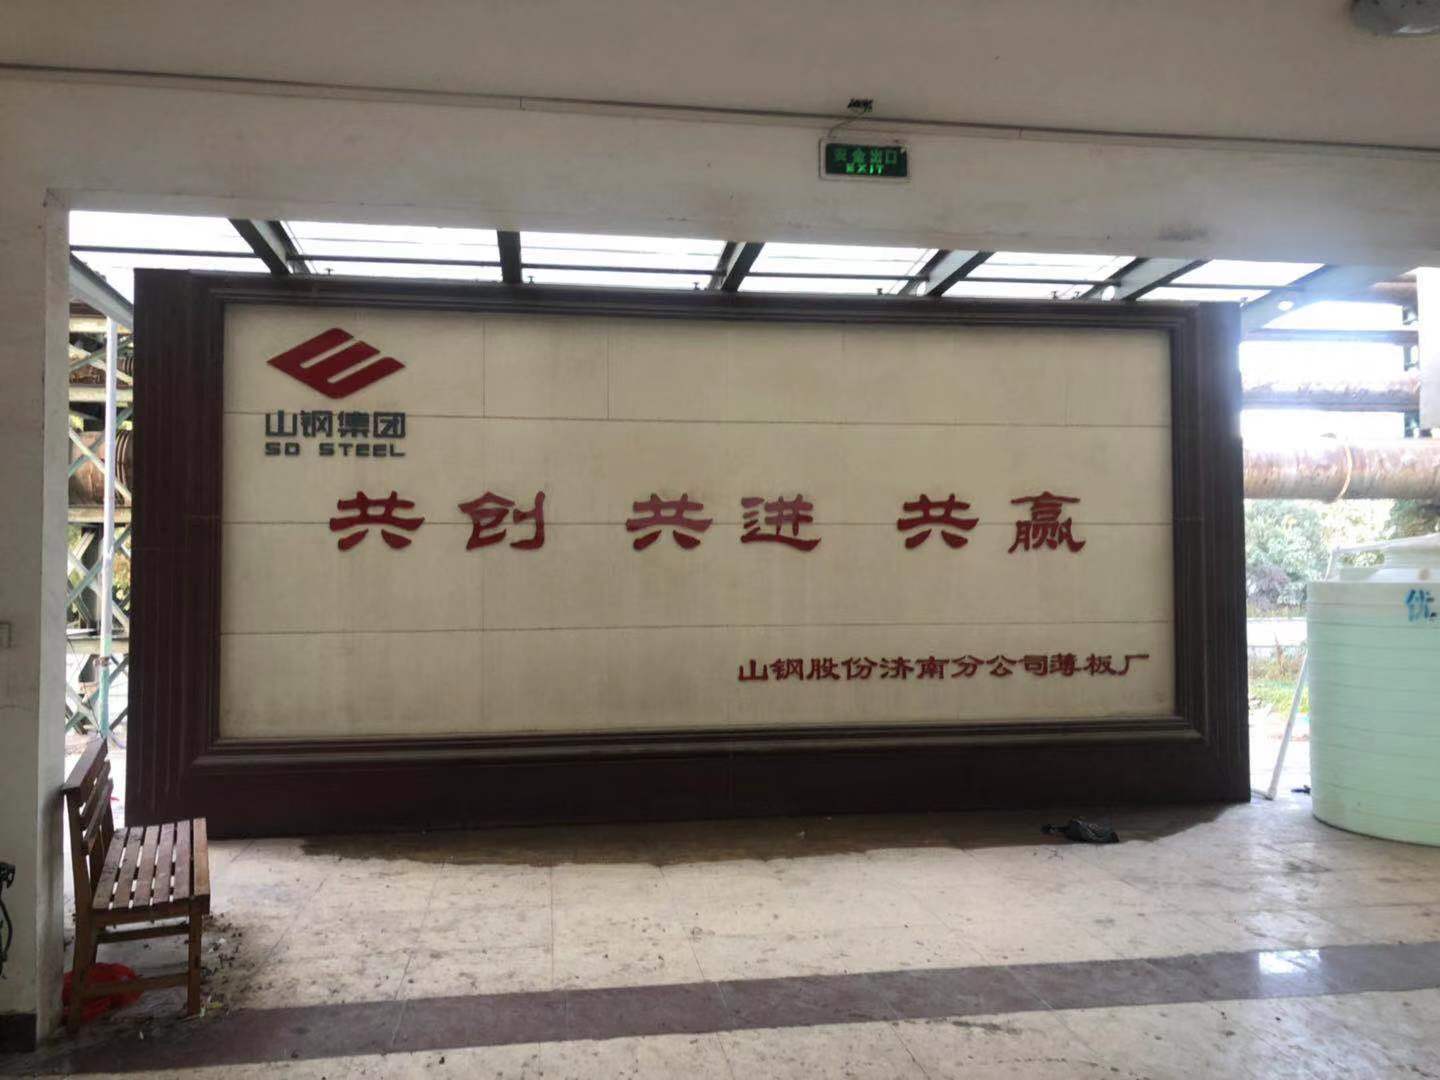 安全出口
EXIT
山钢集团
SD STEEL
共创 共进 共赢
山钢股份济南分公司薄板厂
优